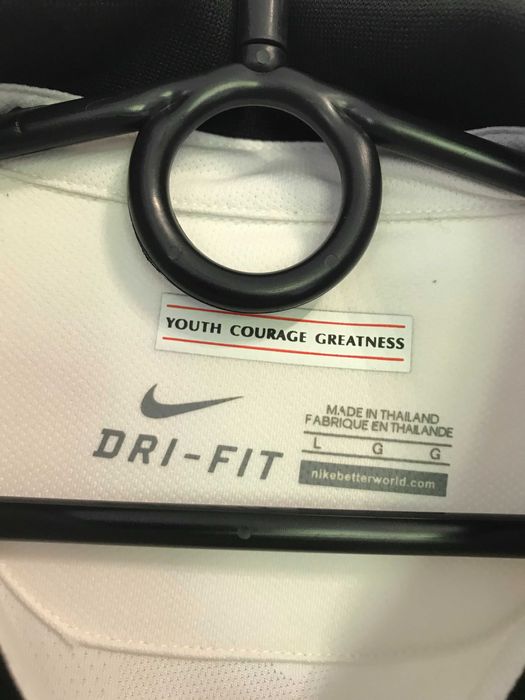 YOUTH COURAGE GREATNESS
DRI-FIT
MADE IN THAILAND
FABRIQUE EN THAILANDE
L G G
nikebetterworld.com